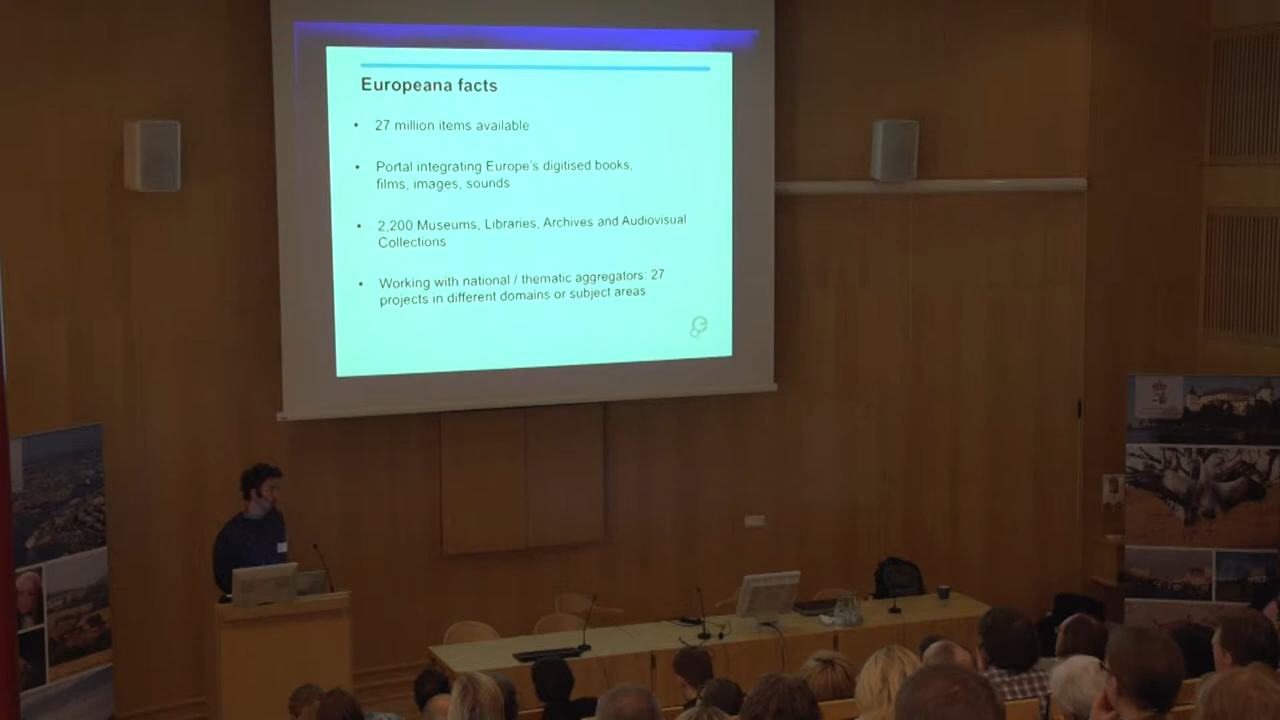 Europeana facts
• 27 million items available
• Portal integrating Europe's digitised books,
films, images, sounds
• 2,200 Museums, Libraries, Archives and Audiovisual
Collections
• Working with national / thematic aggregators: 27
projects in different domains or subject areas